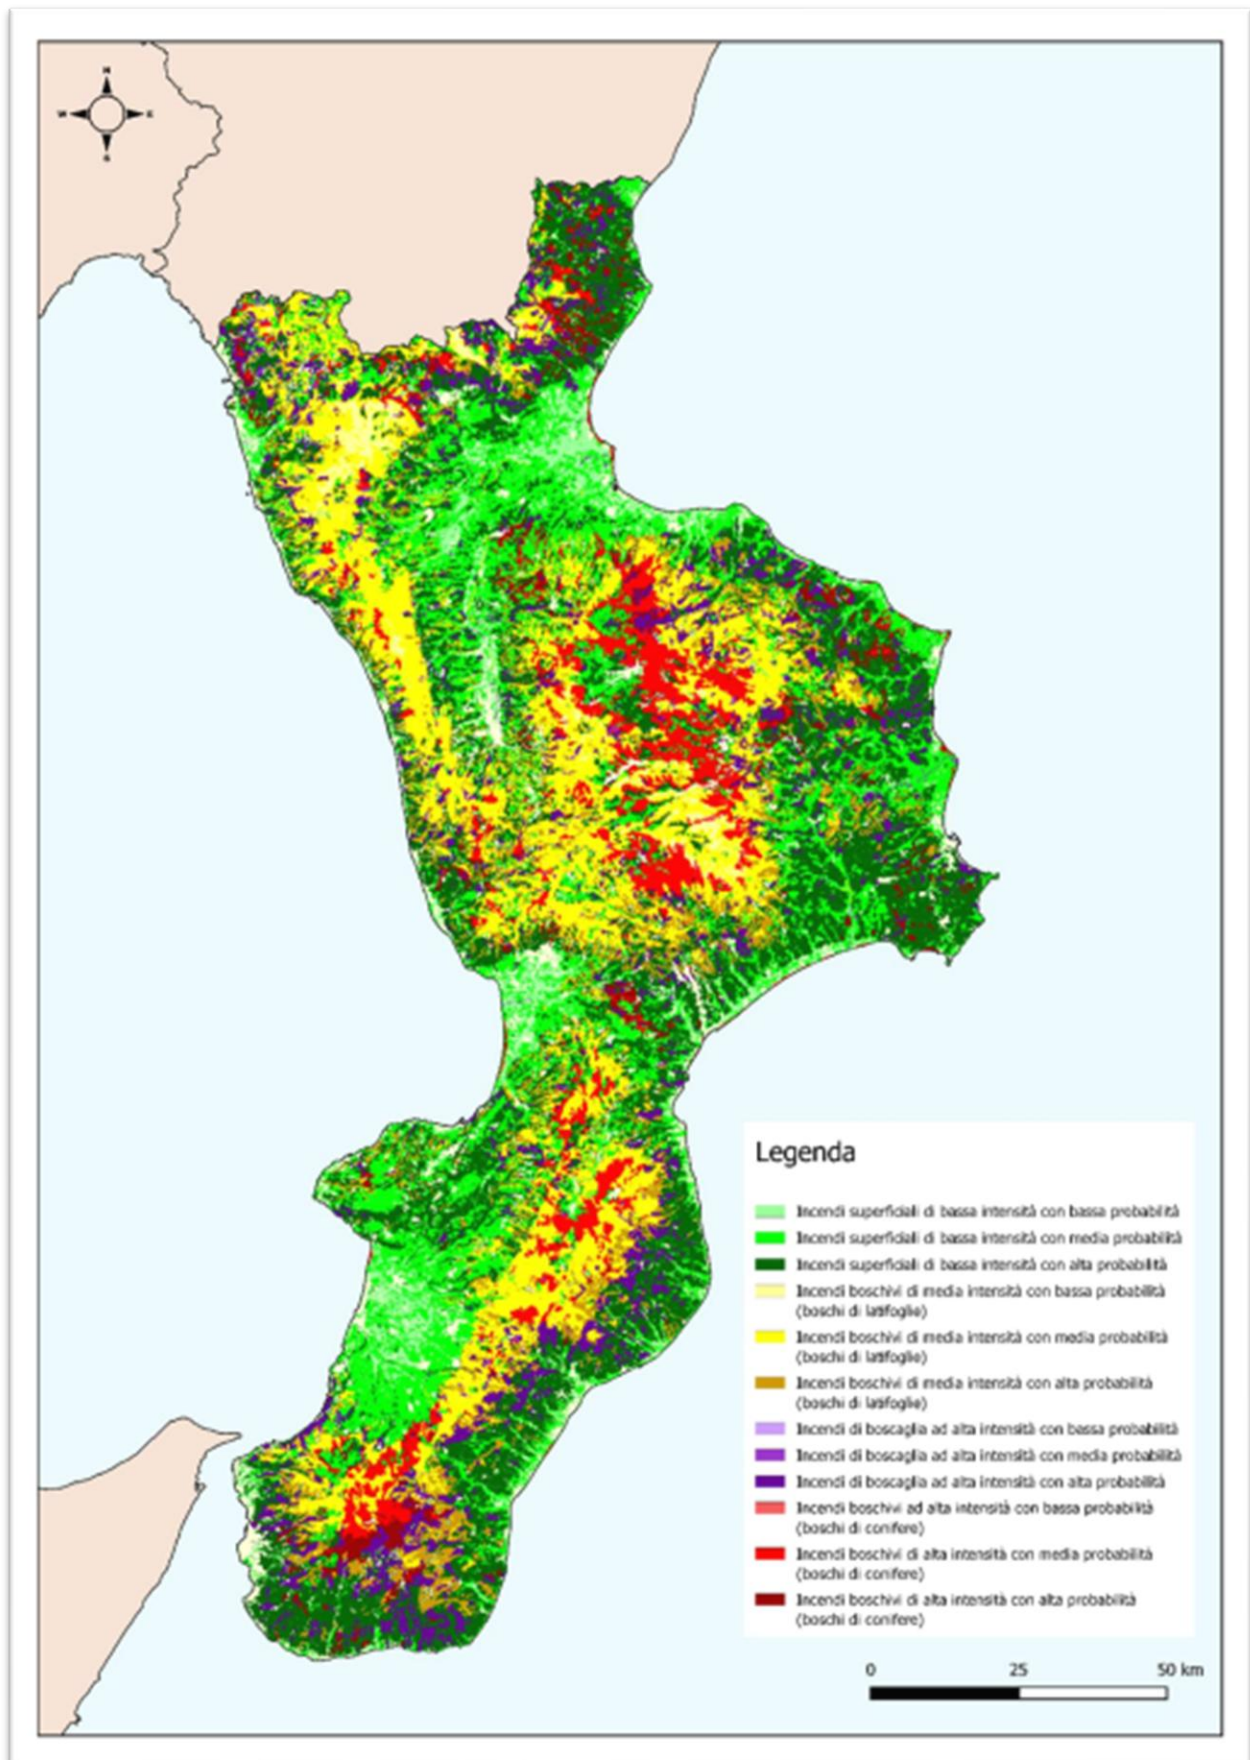 N
W
E
S
Legenda
Incendi superficiali di bassa intensità con bassa probabilità
Incendi superficiali di bassa intensità con media probabilità
Incendi superficiali di bassa intensità con alta probabilità
Incendi boschivi di media intensità con bassa probabilità
(boschi di latifoglie)
Incendi boschivi di media intensità con media probabilità
(boschi di latifoglie)
Incendi boschivi di media intensità con alta probabilità
(boschi di latifoglie)
Incendi di boscaglia ad alta intensità con bassa probabilità
Incendi di boscaglia ad alta intensità con media probabilità
Incendi di boscaglia ad alta intensità con alta probabilità
Incendi boschivi ad alta intensità con bassa probabilità
(boschi di conifere)
Incendi boschivi di alta intensità con media probabilità
(boschi di conifere)
Incendi boschivi di alta intensità con alta probabilità
(boschi di conifere)
0 25 50 km